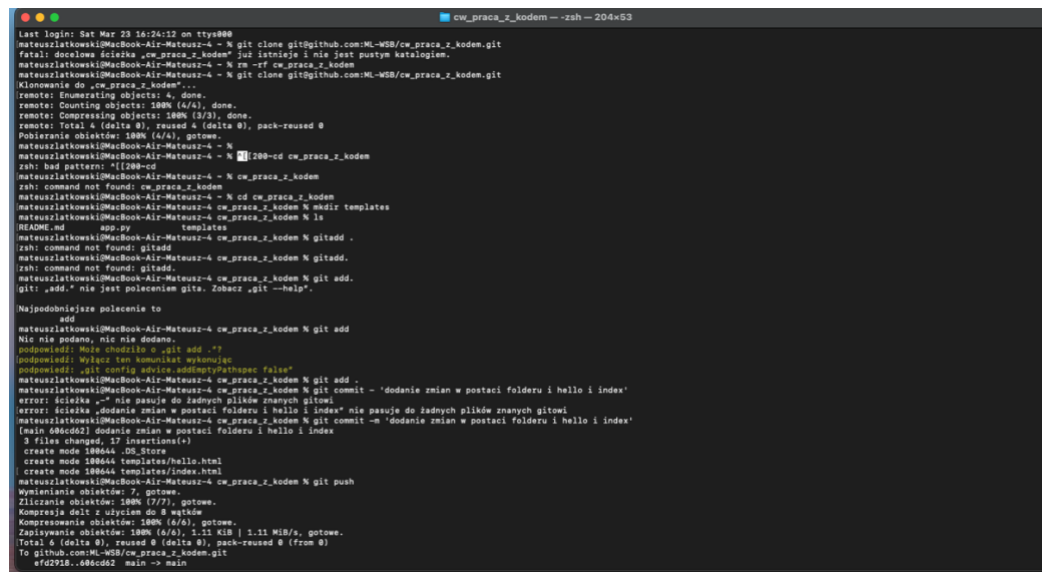 cw_praca_z_kodem — -zsh — 204×53
Last login: Sat Mar 23 16:24:12 on ttys000
mateuszlatkowski@MacBook-Air-Mateusz-4 ~ % git clone git@github.com:ML-WSB/cw_praca_z_kodem.git
fatal: docelowa ścieżka „cw_praca_z_kodem” już istnieje i nie jest pustym katalogiem.
mateuszlatkowski@MacBook-Air-Mateusz-4 ~ % rm -rf cw_praca_z_kodem
mateuszlatkowski@MacBook-Air-Mateusz-4 ~ % git clone git@github.com:ML-WSB/cw_praca_z_kodem.git
Klonowanie do „cw_praca_z_kodem”...
remote: Enumerating objects: 4, done.
remote: Counting objects: 100% (4/4), done.
remote: Compressing objects: 100% (3/3), done.
remote: Total 4 (delta 0), reused 4 (delta 0), pack-reused 0
Pobieranie obiektów: 100% (4/4), gotowe.
mateuszlatkowski@MacBook-Air-Mateusz-4 ~ %
mateuszlatkowski@MacBook-Air-Mateusz-4 ~ % ^[[200~cd cw_praca_z_kodem
zsh: bad pattern: ^[[200~cd
mateuszlatkowski@MacBook-Air-Mateusz-4 ~ % cw_praca_z_kodem
zsh: command not found: cw_praca_z_kodem
mateuszlatkowski@MacBook-Air-Mateusz-4 ~ % cd cw_praca_z_kodem
mateuszlatkowski@MacBook-Air-Mateusz-4 cw_praca_z_kodem % mkdir templates
mateuszlatkowski@MacBook-Air-Mateusz-4 cw_praca_z_kodem % ls
README.md app.py templates
mateuszlatkowski@MacBook-Air-Mateusz-4 cw_praca_z_kodem % gitadd .
zsh: command not found: gitadd
mateuszlatkowski@MacBook-Air-Mateusz-4 cw_praca_z_kodem % gitadd.
zsh: command not found: gitadd.
mateuszlatkowski@MacBook-Air-Mateusz-4 cw_praca_z_kodem % git add.
git: „add.” nie jest poleceniem gita. Zobacz „git --help”.
Najpodobniejsze polecenie to
add
mateuszlatkowski@MacBook-Air-Mateusz-4 cw_praca_z_kodem % git add
Nic nie podano, nic nie dodano.
podpowiedź: Może chodziło o „git add .”?
podpowiedź: Wyłącz ten komunikat wykonując
podpowiedź: „git config advice.addEmptyPathspec false”
mateuszlatkowski@MacBook-Air-Mateusz-4 cw_praca_z_kodem % git add .
mateuszlatkowski@MacBook-Air-Mateusz-4 cw_praca_z_kodem % git commit - 'dodanie zmian w postaci folderu i hello i index'
error: ścieżka „-” nie pasuje do żadnych plików znanych gitowi
error: ścieżka „dodanie zmian w postaci folderu i hello i index” nie pasuje do żadnych plików znanych gitowi
mateuszlatkowski@MacBook-Air-Mateusz-4 cw_praca_z_kodem % git commit -m 'dodanie zmian w postaci folderu i hello i index'
[main 606cd62] dodanie zmian w postaci folderu i hello i index
3 files changed, 17 insertions(+)
create mode 100644 .DS_Store
create mode 100644 templates/hello.html
create mode 100644 templates/index.html
mateuszlatkowski@MacBook-Air-Mateusz-4 cw_praca_z_kodem % git push
Wymienianie obiektów: 7, gotowe.
Zliczanie obiektów: 100% (7/7), gotowe.
Kompresja delt z użyciem do 8 wątków
Kompresowanie obiektów: 100% (6/6), gotowe.
Zapisywanie obiektów: 100% (6/6), 1.11 KiB | 1.11 MiB/s, gotowe.
Total 6 (delta 0), reused 0 (delta 0), pack-reused 0 (from 0)
To github.com:ML-WSB/cw_praca_z_kodem.git
efd2918..606cd62 main -> main